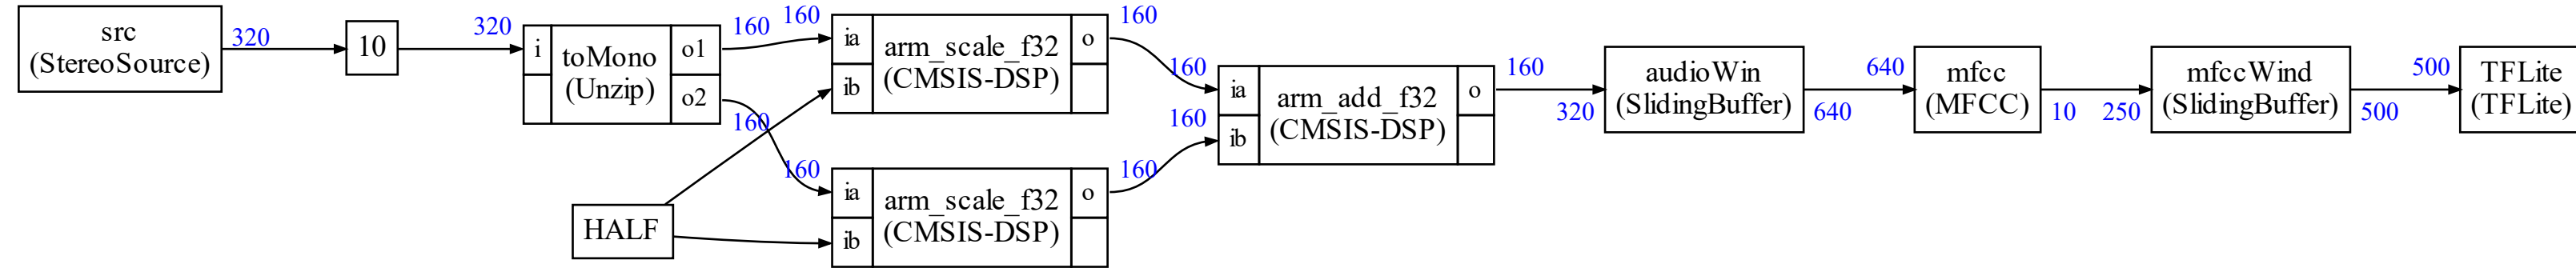 src
(StereoSource)
320
10
320
i
toMono
(Unzip)
o1
o2
160
160
160
160
HALF
ia
ib
arm_scale_f32
(CMSIS-DSP)
o
160
ia
ib
arm_scale_f32
(CMSIS-DSP)
o
160
160
160
ia
ib
arm_add_f32
(CMSIS-DSP)
o
160
320
audioWin
(SlidingBuffer)
640
640
mfcc
(MFCC)
10
250
mfccWind
(SlidingBuffer)
500
500
TFLite
(TFLite)